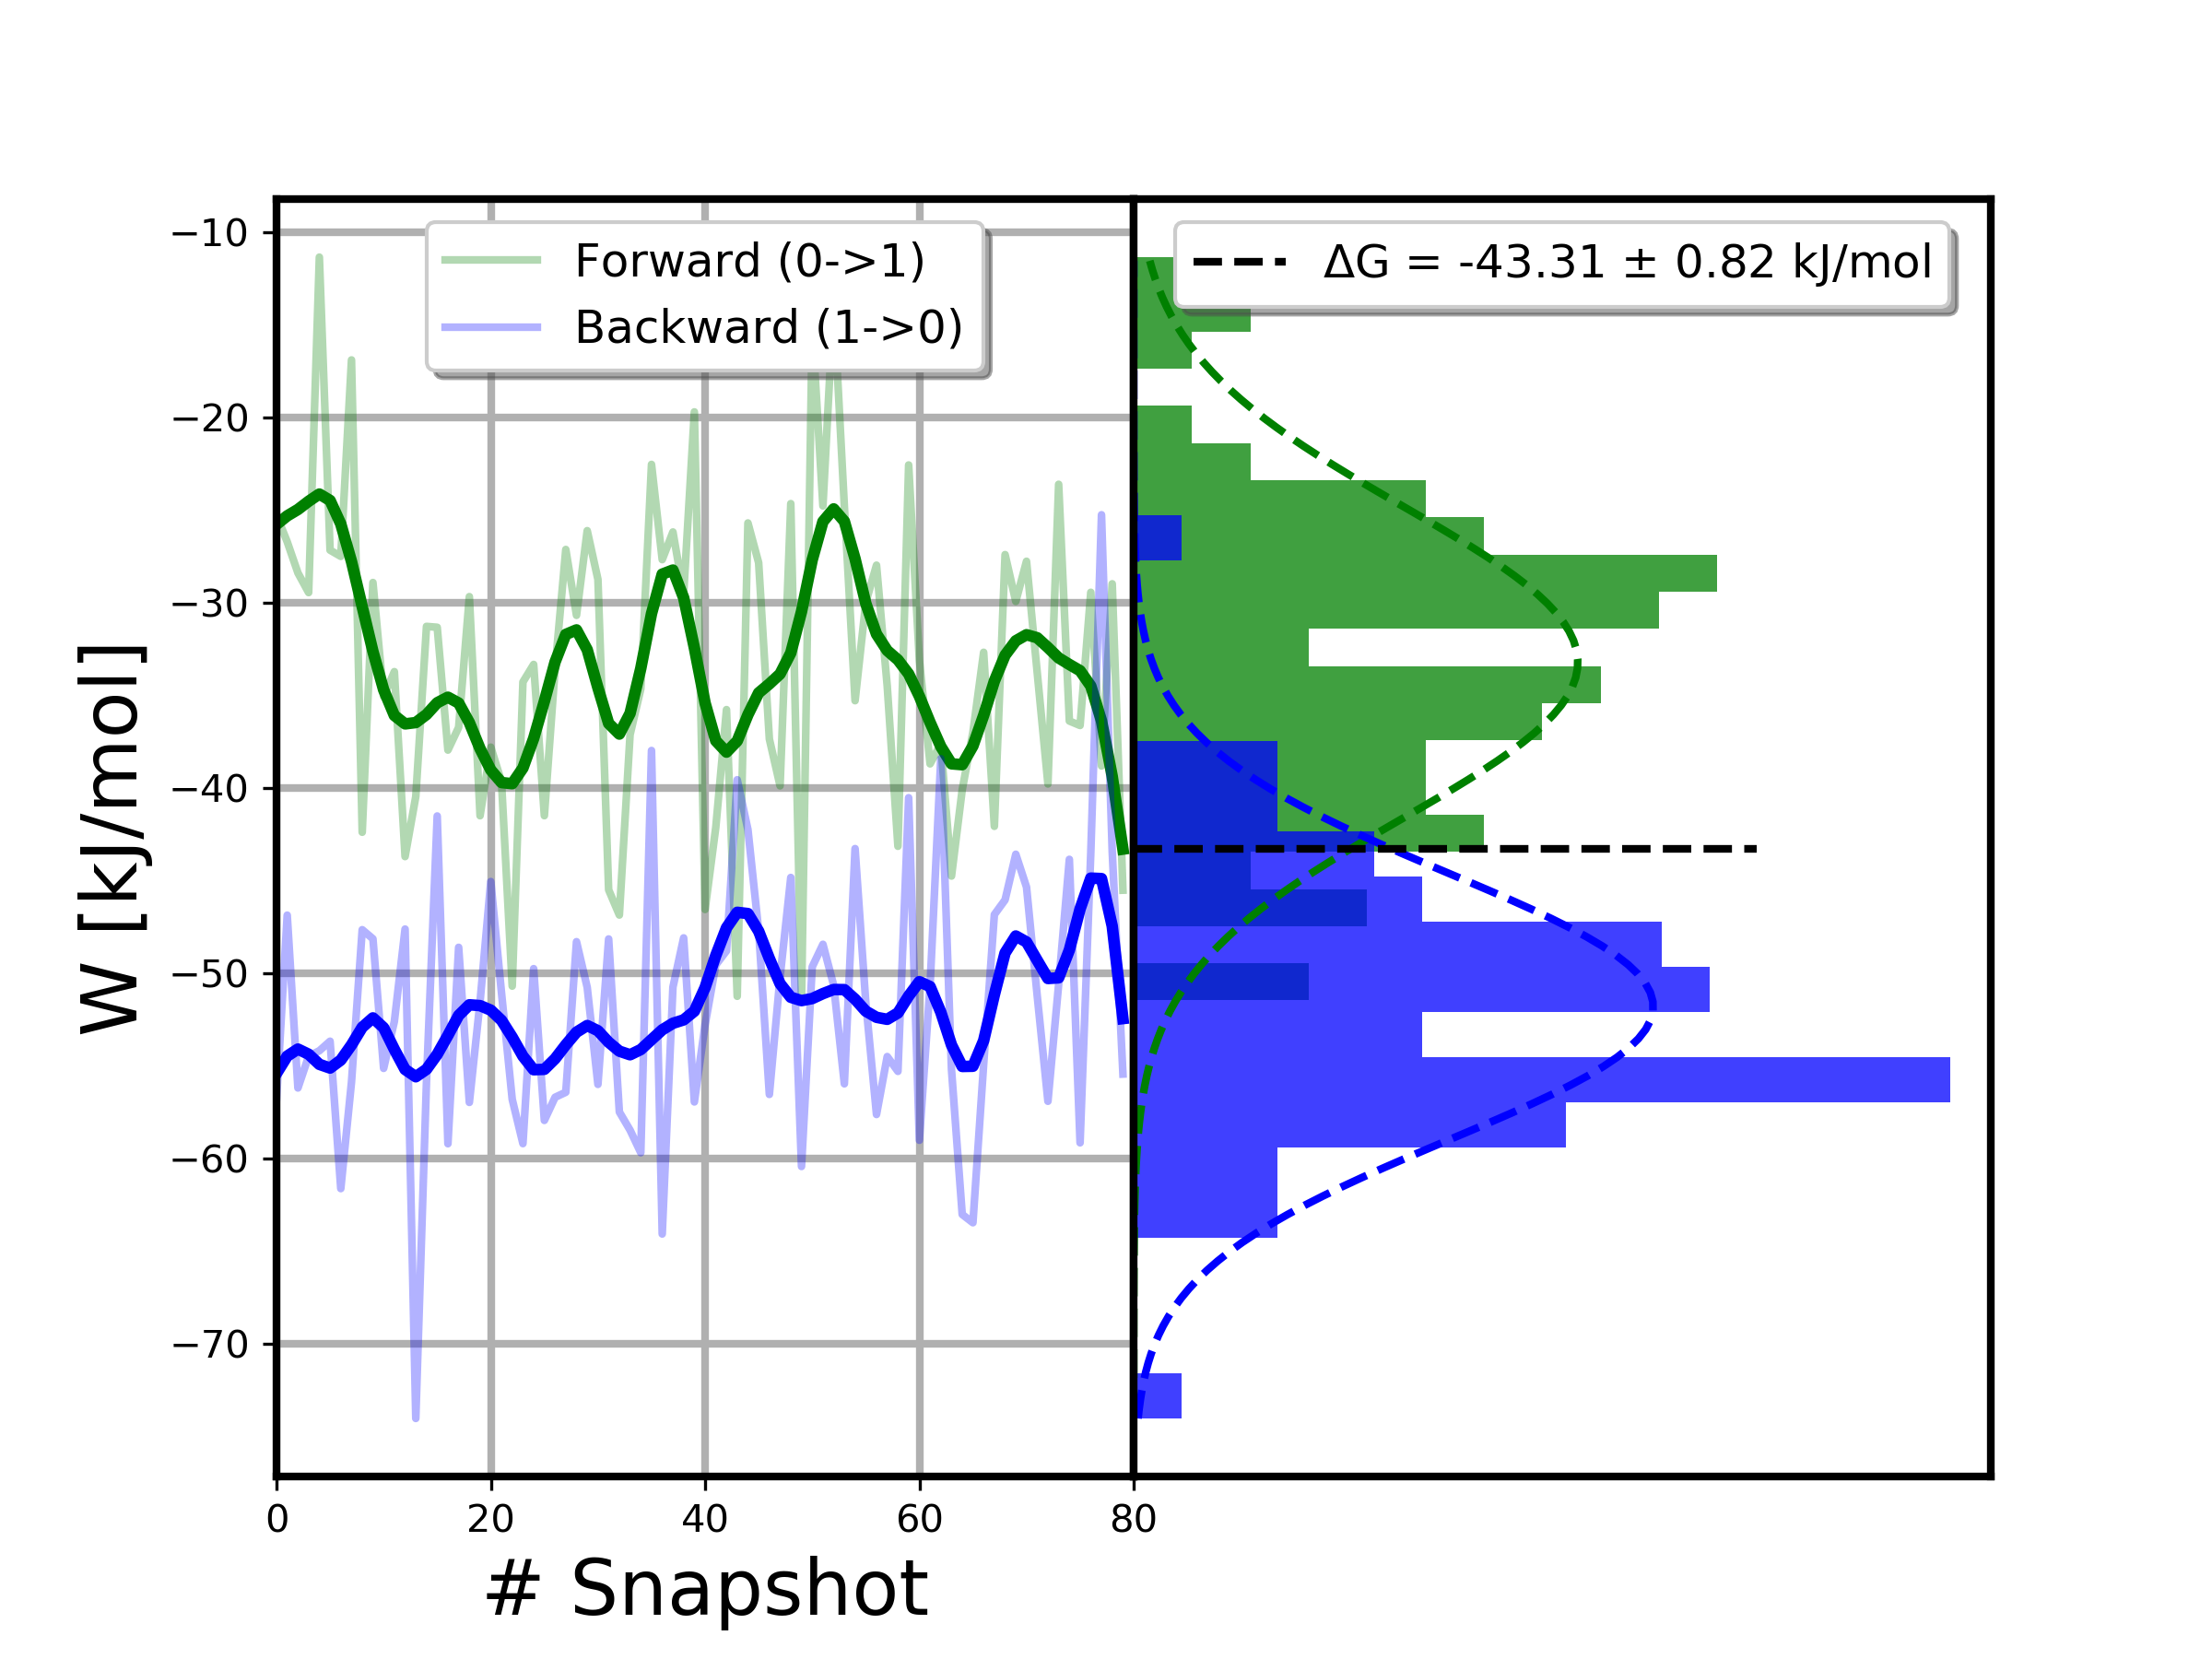 W [kJ/mol]
−10
−20
−30
−40
−50
−60
−70
Forward (0->1)
Backward (1->0)
ΔG = -43.31 ± 0.82 kJ/mol
0 20 40 60 80
# Snapshot